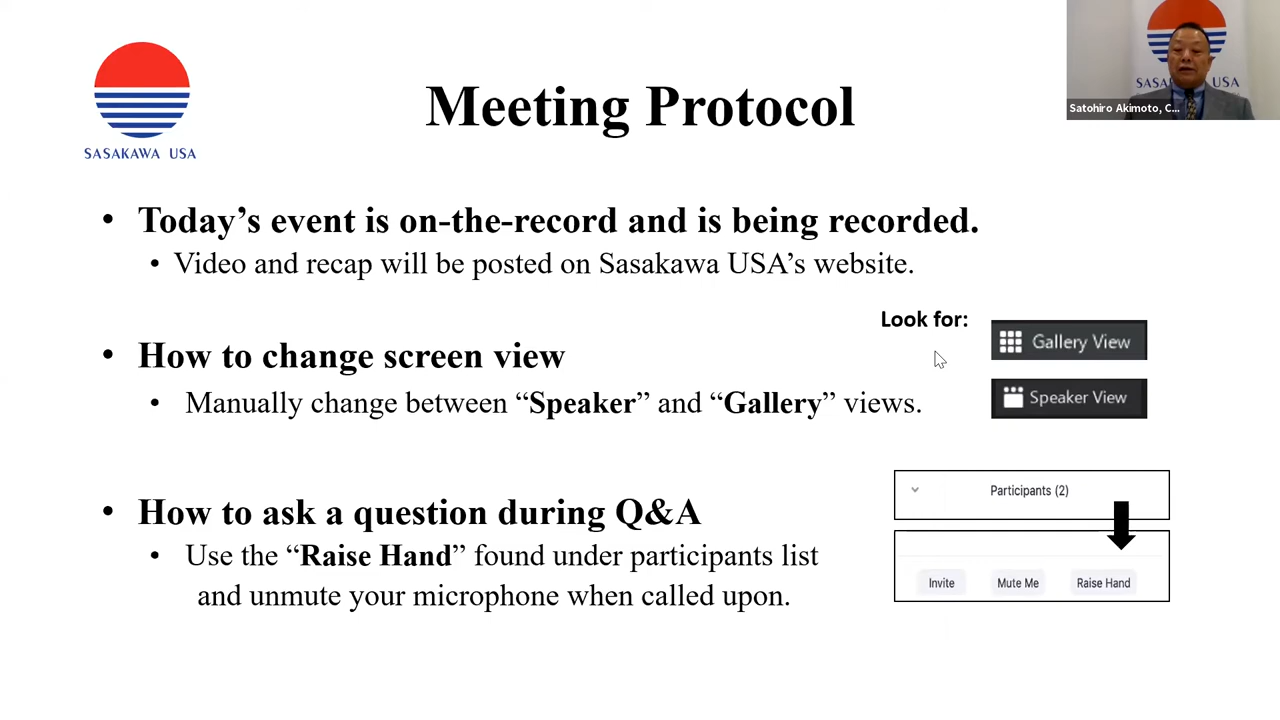 SASAKAWA USA
Meeting Protocol
SASAKAWA USA
Satohiro Akimoto, C...
• Today’s event is on-the-record and is being recorded.
• Video and recap will be posted on Sasakawa USA’s website.
Look for:
Gallery View
• How to change screen view
Speaker View
• Manually change between “Speaker” and “Gallery” views.
Participants (2)
• How to ask a question during Q&A
• Use the “Raise Hand” found under participants list
and unmute your microphone when called upon.
Invite
Mute Me
Raise Hand